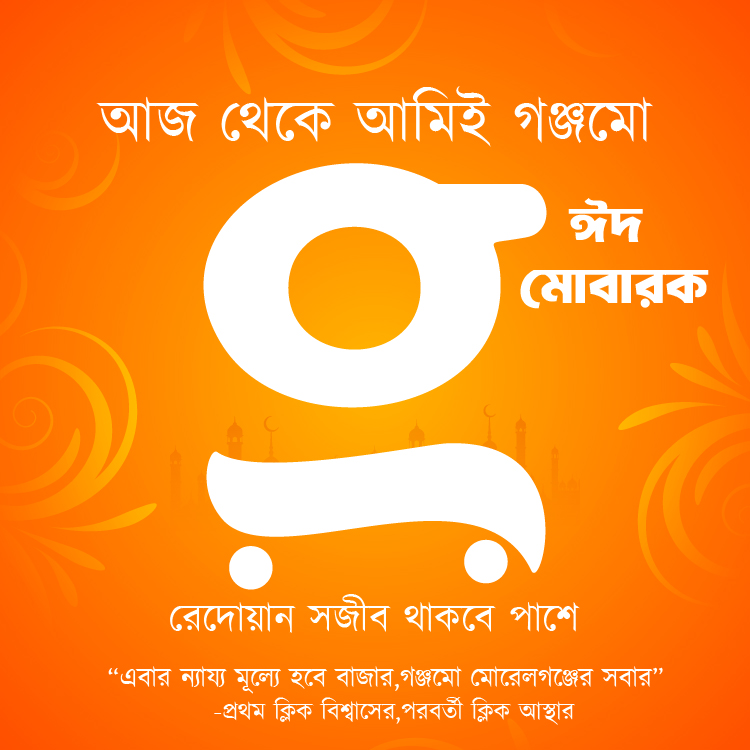 আজ থেকে আমিই গঞ্জমো
ঈদ
মোবারক
রেদোয়ান সজীব থাকবে পাশে
“এবার ন্যায্য মূল্যে হবে বাজার,গঞ্জমো মোরেলগঞ্জের সবার”
-প্রথম ক্লিক বিশ্বাসের,পরবর্তী ক্লিক আস্থার